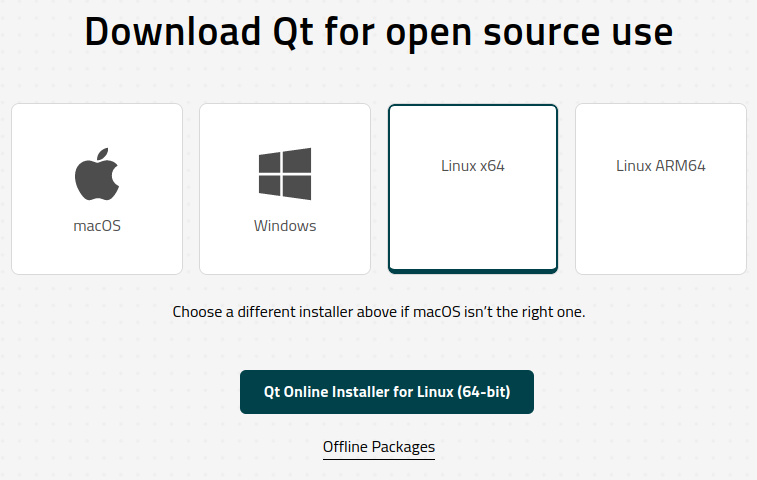 Download Qt for open source use
macOS
Windows
Linux x64
Linux ARM64
Choose a different installer above if macOS isn’t the right one.
Qt Online Installer for Linux (64-bit)
Offline Packages